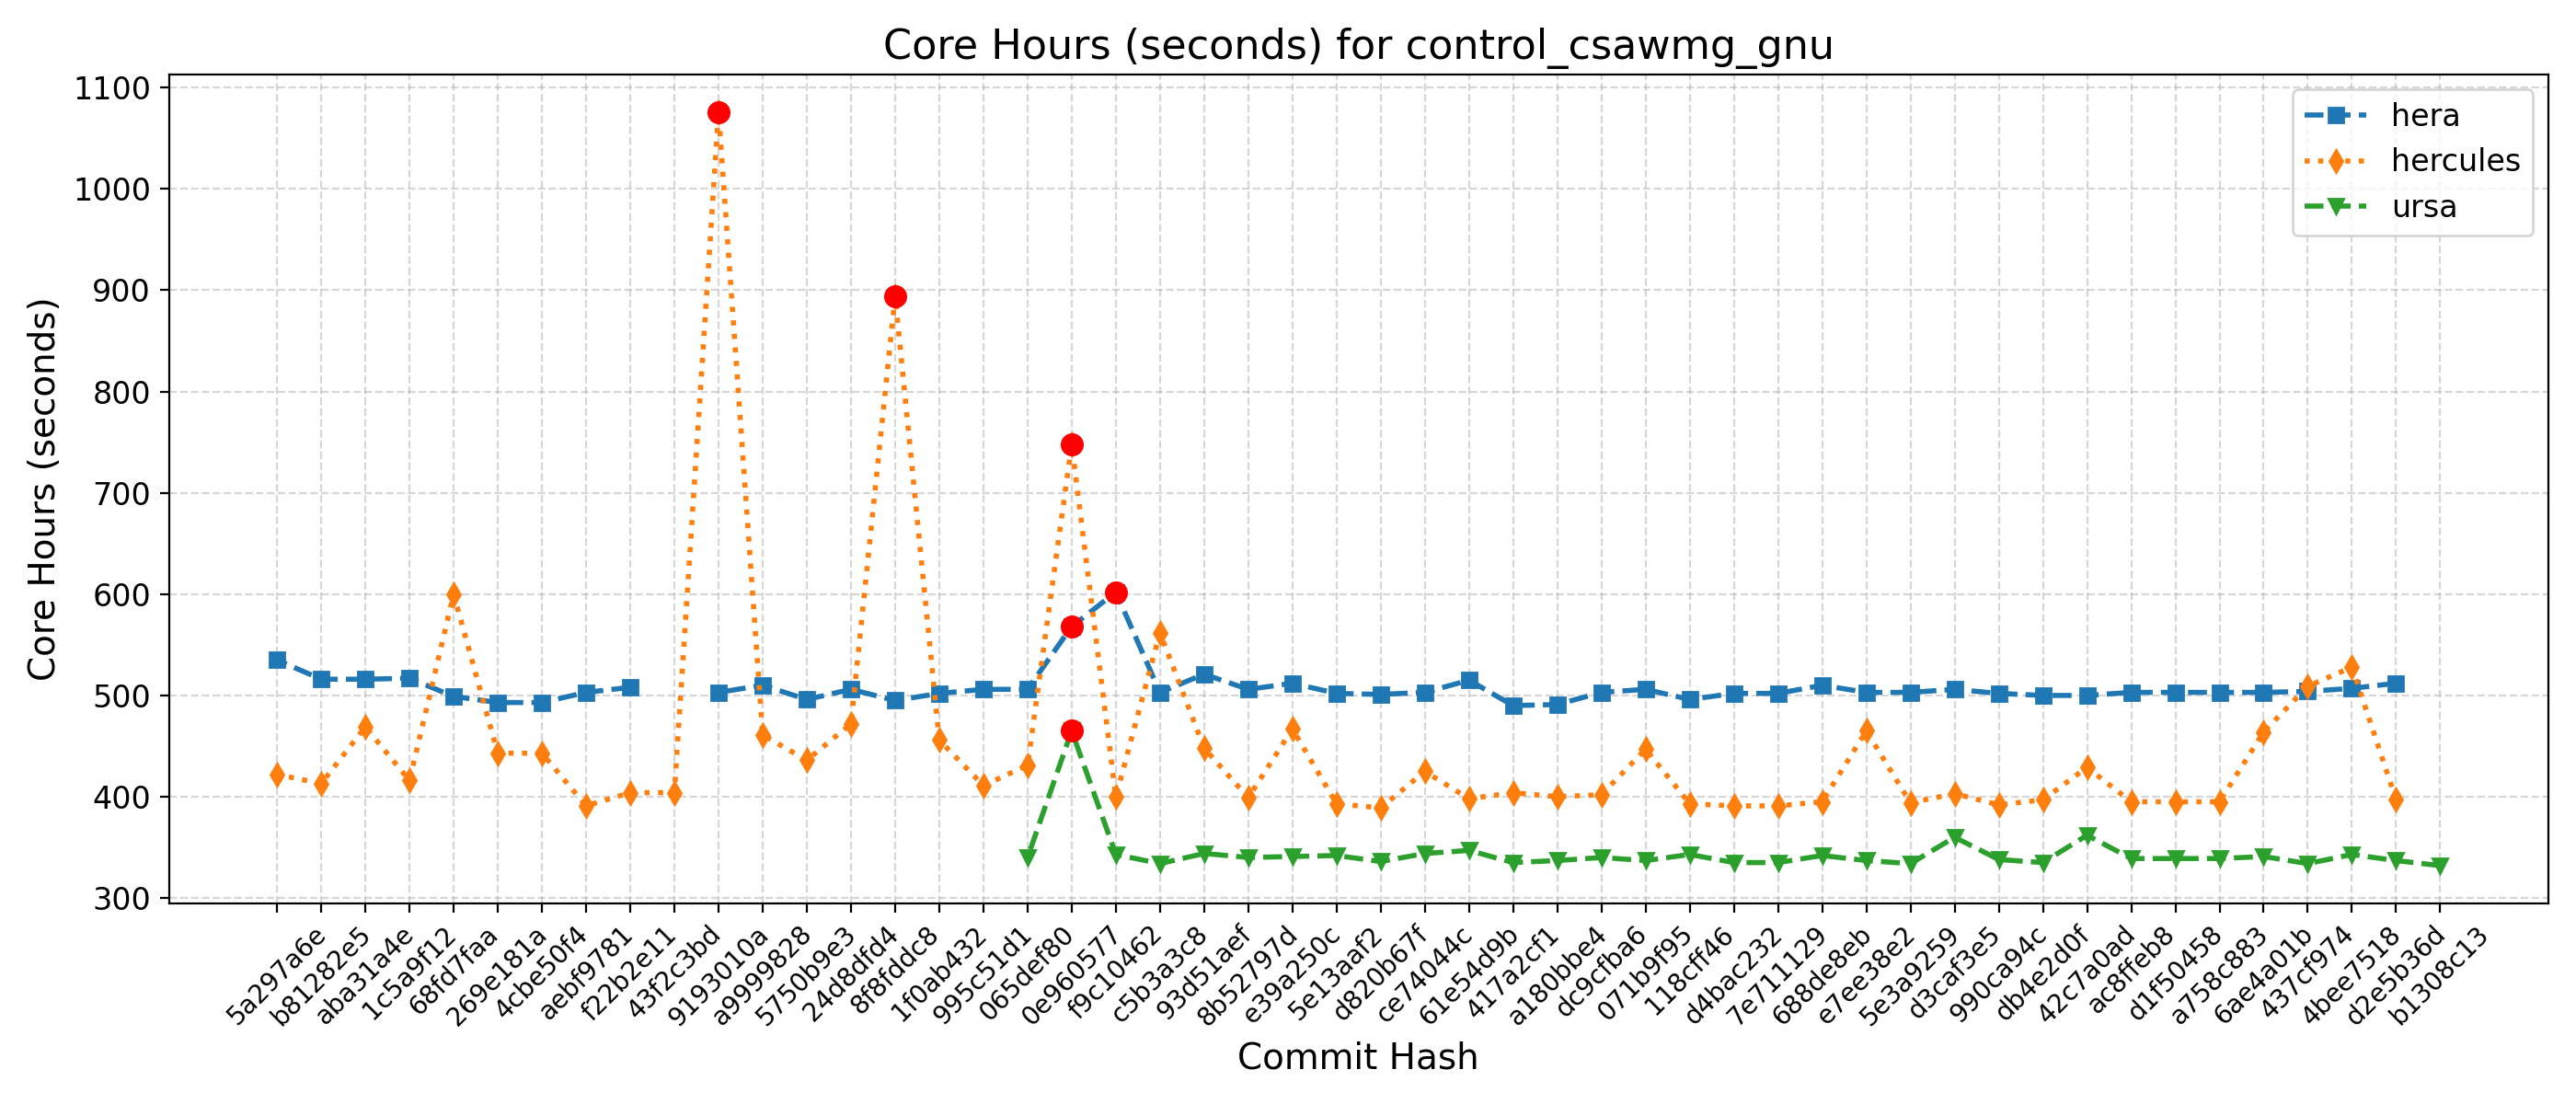 Core Hours (seconds) for control_csawmg_gnu
Core Hours (seconds)
1100
1000
900
800
700
600
500
400
300
hera
hercules
ursa
5a297a6e
b81282e5
aba31a4e
1c5a9f12
68fd7faa
269e181a
4cbe50f4
aebf9781
f22b2e11
43f2c3bd
9193010a
a9999828
5750b9e3
24d8dfd4
8f8fddc8
1f0ab432
995c51d1
065def80
0e960577
f9c10462
c5b3a3c8
93d51aef
8b52797d
e39a250c
5e13aaf2
d820b67f
ce74044c
61e54d9b
417a2cf1
a180bbe4
dc9cfba6
071b9f95
118cff46
d4bac232
7e711129
688de8eb
e7ee38e2
5e3a9259
d3caf3e5
990ca94c
db4e2d0f
42c7a0ad
ac8ffeb8
d1f50458
a758c883
6ae4a01b
437cf974
4bee7518
d2e5b36d
b1308c13
Commit Hash